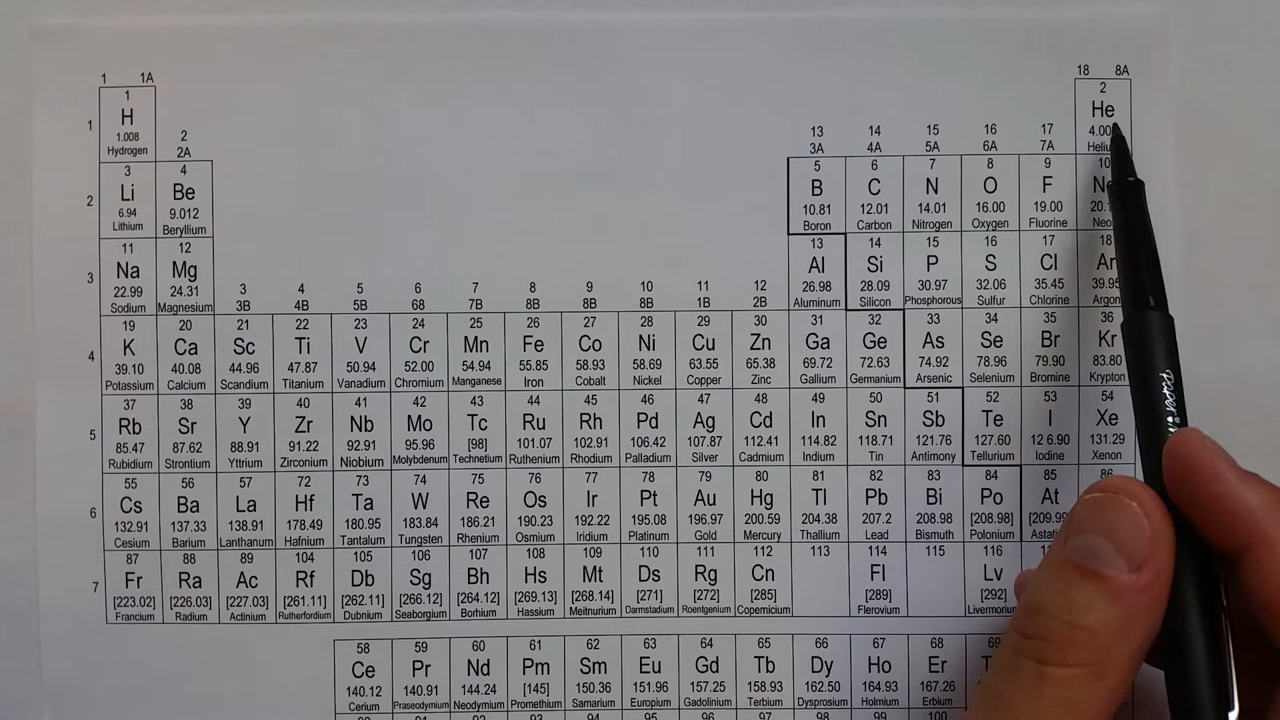 1 1A 18 8A
1 2
H He
1.008
Hydrogen
1
2 13 14 15 16 17
2A 3A 4A 5A 6A 7A
3 4 5 6 7 8 9 10
Li Be B C N O F
6.94 9.012 10.81 12.01 14.01 16.00 19.00
Lithium Beryllium Boron Carbon Nitrogen Oxygen Fluorine
2
11 12 13 14 15 16 17 18
Na Mg Al Si P S Cl Ar
22.99 24.31 26.98 28.09 30.97 32.06 35.45 39.95
Sodium Magnesium Aluminum Silicon Phosphorous Sulfur Chlorine Argon
3
3 4 5 6 7 8 9 10 11 12
3B 4B 5B 68 7B 8B 8B 8B 1B 2B
19 20 21 22 23 24 25 26 27 28 29 30 31 32 33 34 35 36
K Ca Sc Ti V Cr Mn Fe Co Ni Cu Zn Ga Ge As Se Br Kr
39.10 40.08 44.96 47.87 50.94 52.00 54.94 55.85 58.93 58.69 63.55 65.38 69.72 72.63 74.92 78.96 79.90 83.80
Potassium Calcium Scandium Titanium Vanadium Chromium Manganese Iron Cobalt Nickel Copper Zinc Gallium Germanium Arsenic Selenium Bromine Krypton
4
37 38 39 40 41 42 43 44 45 46 47 48 49 50 51 52 53 54
Rb Sr Y Zr Nb Mo Tc Ru Rh Pd Ag Cd In Sn Sb Te I Xe
85.47 87.62 88.91 91.22 92.91 95.96 [98] 101.07 102.91 106.42 107.87 112.41 114.82 118.71 121.76 127.60 12 6.90 131.29
Rubidium Strontium Yttrium Zirconium Niobium Molybdenum Technetium Ruthenium Rhodium Palladium Silver Cadmium Indium Tin Antimony Tellurium Iodine Xenon
5
55 56 57 72 73 74 75 76 77 78 79 80 81 82 83 84 85 86
Cs Ba La Hf Ta W Re Os Ir Pt Au Hg Tl Pb Bi Po At
132.91 137.33 138.91 178.49 180.95 183.84 186.21 190.23 192.22 195.08 196.97 200.59 204.38 207.2 208.98 [208.98]
Cesium Barium Lanthanum Hafnium Tantalum Tungsten Rhenium Osmium Iridium Platinum Gold Mercury Thallium Lead Bismuth Polonium
6
87 88 89 104 105 106 107 108 109 110 111 112 113 114 115 116
Fr Ra Ac Rf Db Sg Bh Hs Mt Ds Rg Cn Fl Lv
[223.02] [226.03] [227.03] [261.11] [262.11] [266.12] [264.12] [269.13] [268.14] [271] [272] [285] [289] [292]
Francium Radium Actinium Rutherfordium Dubnium Seaborgium Borhium Hassium Meitnurium Darmstadium Roentgenium Copernicium Flerovium
7
58 59 60 61 62 63 64 65 66 67 68 69
Ce Pr Nd Pm Sm Eu Gd Tb Dy Ho Er
140.12 140.91 144.24 [145] 150.36 151.96 157.25 158.93 162.50 164.93 167.26
Cerium Praseodymium Neodymium Promethium Samarium Europium Gadolinium Terbium Dysprosium Holmium Erbium